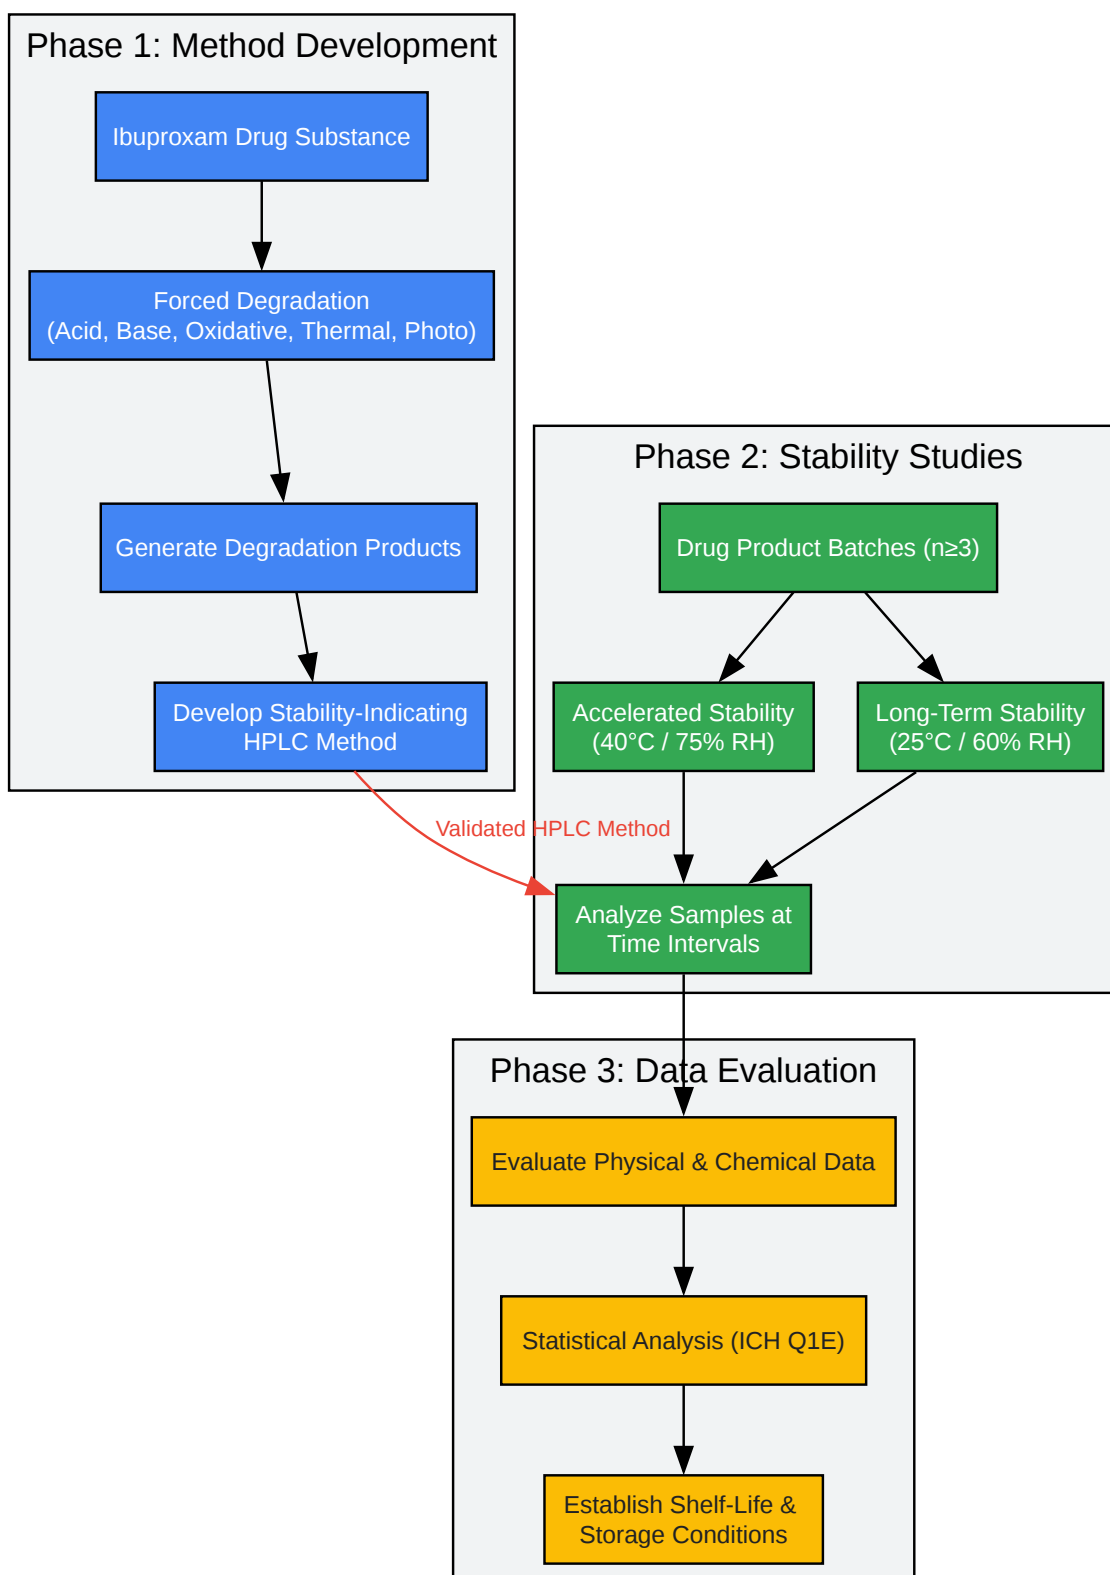 Phase 1: Method Development
Ibuproxam Drug Substance
Forced Degradation
(Acid, Base, Oxidative, Thermal, Photo)
Generate Degradation Products
Develop Stability-Indicating
HPLC Method
Validated HPLC Method
Phase 2: Stability Studies
Drug Product Batches (n≥3)
Accelerated Stability
(40°C / 75% RH)
Long-Term Stability
(25°C / 60% RH)
Analyze Samples at
Time Intervals
Phase 3: Data Evaluation
Evaluate Physical & Chemical Data
Statistical Analysis (ICH Q1E)
Establish Shelf-Life &
Storage Conditions